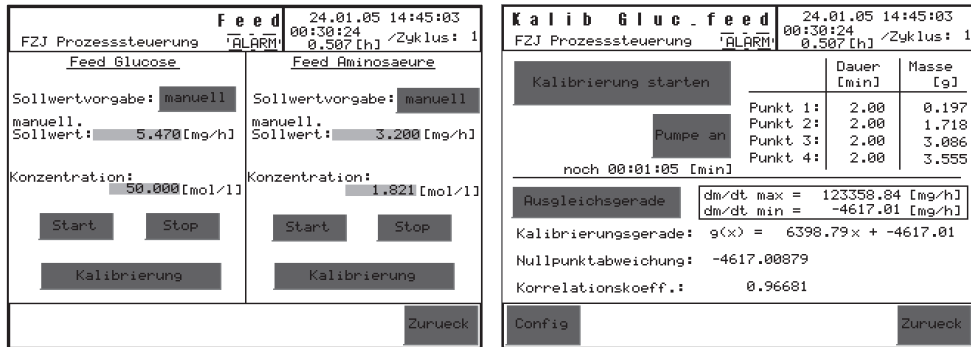 Feed
24.01.05 14:45:03
FZJ Prozesssteuerung 'ALARM' 00:30:24 0.507 [h] /Zyklus: 1
Feed Glucose
Sollwertvorgabe: manuell
manuell.
Sollwert: 5.470 [mg/h]
Konzentration:
50.000 [mol/l]
Start Stop
Kalibrierung
Feed Aminosaeure
Sollwertvorgabe: manuell
manuell.
Sollwert: 3.200 [mg/h]
Konzentration:
1.821 [mol/l]
Start Stop
Kalibrierung
Zurueck
Kalib Gluc_feed
24.01.05 14:45:03
FZJ Prozesssteuerung 'ALARM' 00:30:24 0.507 [h] /Zyklus: 1
Kalibrierung starten
Pumpe an
noch 00:01:05 [min]
Dauer Masse
[min] [g]
Punkt 1: 2.00 0.197
Punkt 2: 2.00 1.718
Punkt 3: 2.00 3.086
Punkt 4: 2.00 3.555
Ausgleichsgerade
dm/dt max = 123358.84 [mg/h]
dm/dt min = -4617.01 [mg/h]
Kalibrierungsgerade: g(x) = 6398.79x + -4617.01
Nullpunktabweichung: -4617.00879
Korrelationskoeff.: 0.96681
Config Zurueck